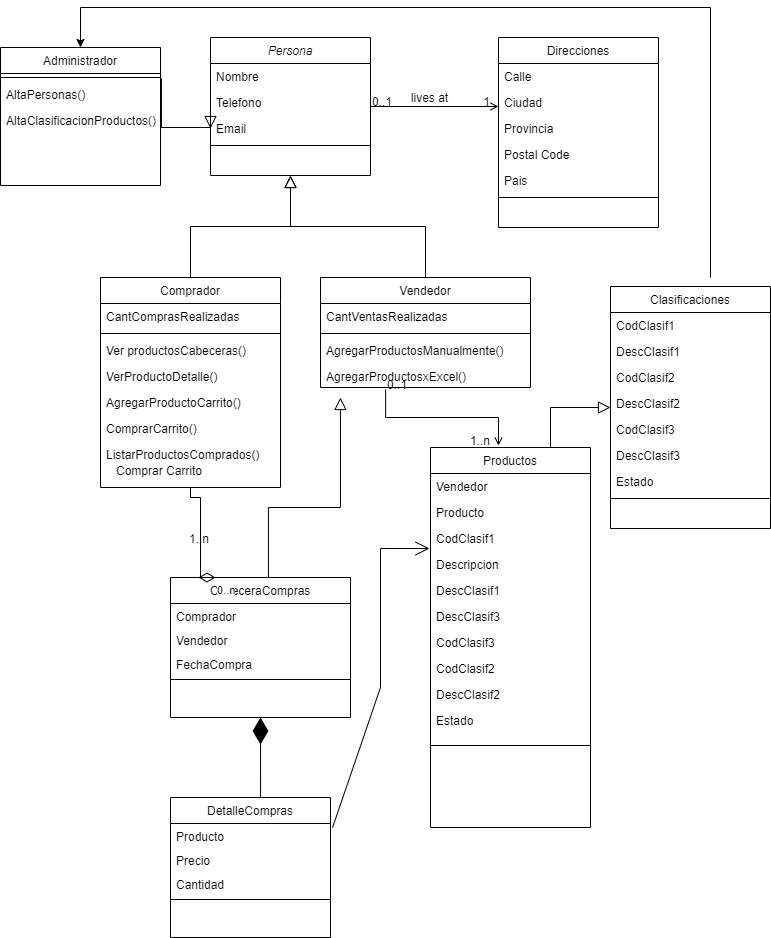 Administrador
AltaPersonas()
AltaClasificacionProductos()
Persona
Nombre
Telefono
Email
0..1
lives at
1
Direcciones
Calle
Ciudad
Provincia
Postal Code
Pais
Comprador
CantComprasRealizadas
Ver productosCabeceras()
VerProductoDetalle()
AgregarProductoCarrito()
ComprarCarrito()
ListarProductosComprados()
Comprar Carrito
Vendedor
CantVentasRealizadas
AgregarProductosManualmente()
AgregarProductosxExcel()
0..1
1..n
Clasificaciones
CodClasif1
DescClasif1
CodClasif2
DescClasif2
CodClasif3
DescClasif3
Estado
Productos
Vendedor
Producto
CodClasif1
Descripcion
DescClasif1
DescClasif3
CodClasif3
CodClasif2
DescClasif2
Estado
1..n
0..
Comprador
Vendedor
FechaCompra
DetalleCompras
Producto
Precio
Cantidad